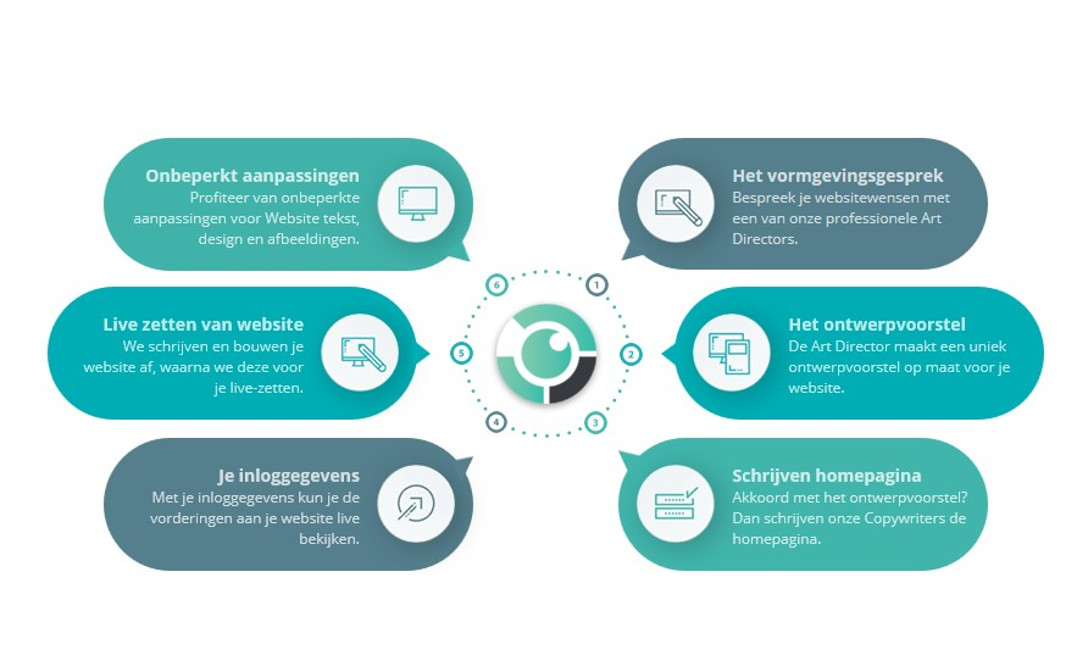 Onbeperkt aanpassingen
Profiteer van onbeperkte
aanpassingen voor Website tekst,
design en afbeeldingen.
Het vormgevingsgesprek
Bespreek je websitewensen met
een van onze professionele Art
Directors.
6
1
Live zetten van website
We schrijven en bouwen je
website af, waarna we deze voor
je live-zetten.
5
2
Het ontwerpvoorstel
De Art Director maakt een uniek
ontwerpvoorstel op maat voor je
website.
4
3
Je inloggegevens
Met je inloggegevens kun je de
vorderingen aan je website live
bekijken.
Schrijven homepagina
Akkoord met het ontwerpvoorstel?
Dan schrijven onze Copywriters de
homepagina.